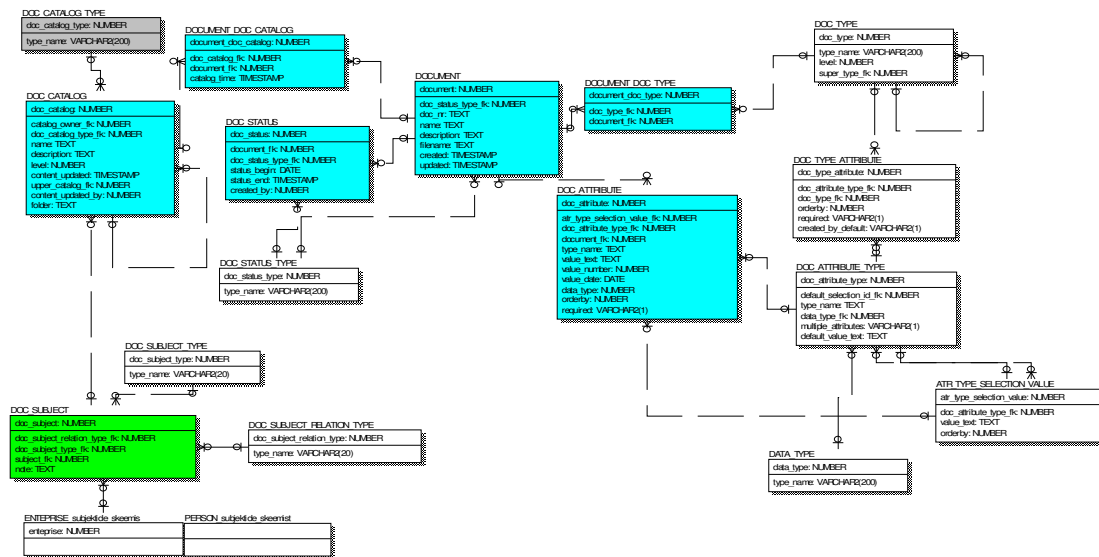 DOC_CATALOG_TYPE
doc_catalog_type: NUMBER
type_name: VARCHAR2(200)
DOCUMENT_DOC_CATALOG
document_doc_catalog: NUMBER
doc_catalog_fk: NUMBER
document_fk: NUMBER
catalog_time: TIMESTAMP
DOC_TYPE
doc_type: NUMBER
type_name: VARCHAR2(200)
level: NUMBER
super_type_fk: NUMBER
DOCUMENT
document: NUMBER
doc_status_type_fk: NUMBER
doc_nr: TEXT
name: TEXT
description: TEXT
filename: TEXT
created: TIMESTAMP
updated: TIMESTAMP
DOCUMENT_DOC_TYPE
document_doc_type: NUMBER
doc_type_fk: NUMBER
document_fk: NUMBER
DOC_CATALOG
doc_catalog: NUMBER
catalog_owner_fk: NUMBER
doc_catalog_type_fk: NUMBER
name: TEXT
description: TEXT
level: NUMBER
content_updated: TIMESTAMP
upper_catalog_fk: NUMBER
content_updated_by: NUMBER
folder: TEXT
DOC_STATUS
doc_status: NUMBER
document_fk: NUMBER
doc_status_type_fk: NUMBER
status_begin: DATE
status_end: TIMESTAMP
created_by: NUMBER
DOC_TYPE_ATTRIBUTE
doc_type_attribute: NUMBER
doc_attribute_type_fk: NUMBER
doc_type_fk: NUMBER
orderby: NUMBER
required: VARCHAR2(1)
created_by_default: VARCHAR2(1)
DOC_ATTRIBUTE
doc_attribute: NUMBER
atr_type_selection_value_fk: NUMBER
doc_attribute_type_fk: NUMBER
document_fk: NUMBER
type_name: TEXT
value_text: TEXT
value_number: NUMBER
value_date: DATE
data_type: NUMBER
orderby: NUMBER
required: VARCHAR2(1)
DOC_STATUS_TYPE
doc_status_type: NUMBER
type_name: VARCHAR2(200)
DOC_ATTRIBUTE_TYPE
doc_attribute_type: NUMBER
default_selection_id_fk: NUMBER
type_name: TEXT
data_type_fk: NUMBER
multiple_attributes: VARCHAR2(1)
default_value_text: TEXT
DOC_SUBJECT_TYPE
doc_subject_type: NUMBER
type_name: VARCHAR2(20)
ATR_TYPE_SELECTION_VALUE
atr_type_selection_value: NUMBER
doc_attribute_type_fk: NUMBER
value_text: TEXT
orderby: NUMBER
DOC_SUBJECT
doc_subject: NUMBER
doc_subject_relation_type_fk: NUMBER
doc_subject_type_fk: NUMBER
subject_fk: NUMBER
note: TEXT
DOC_SUBJECT_RELATION_TYPE
doc_subject_relation_type: NUMBER
type_name: VARCHAR2(20)
DATA_TYPE
data_type: NUMBER
type_name: VARCHAR2(200)
ENTEPRISE_subjektide_skeemis
enteprise: NUMBER
PERSON_subjektide_skeemist